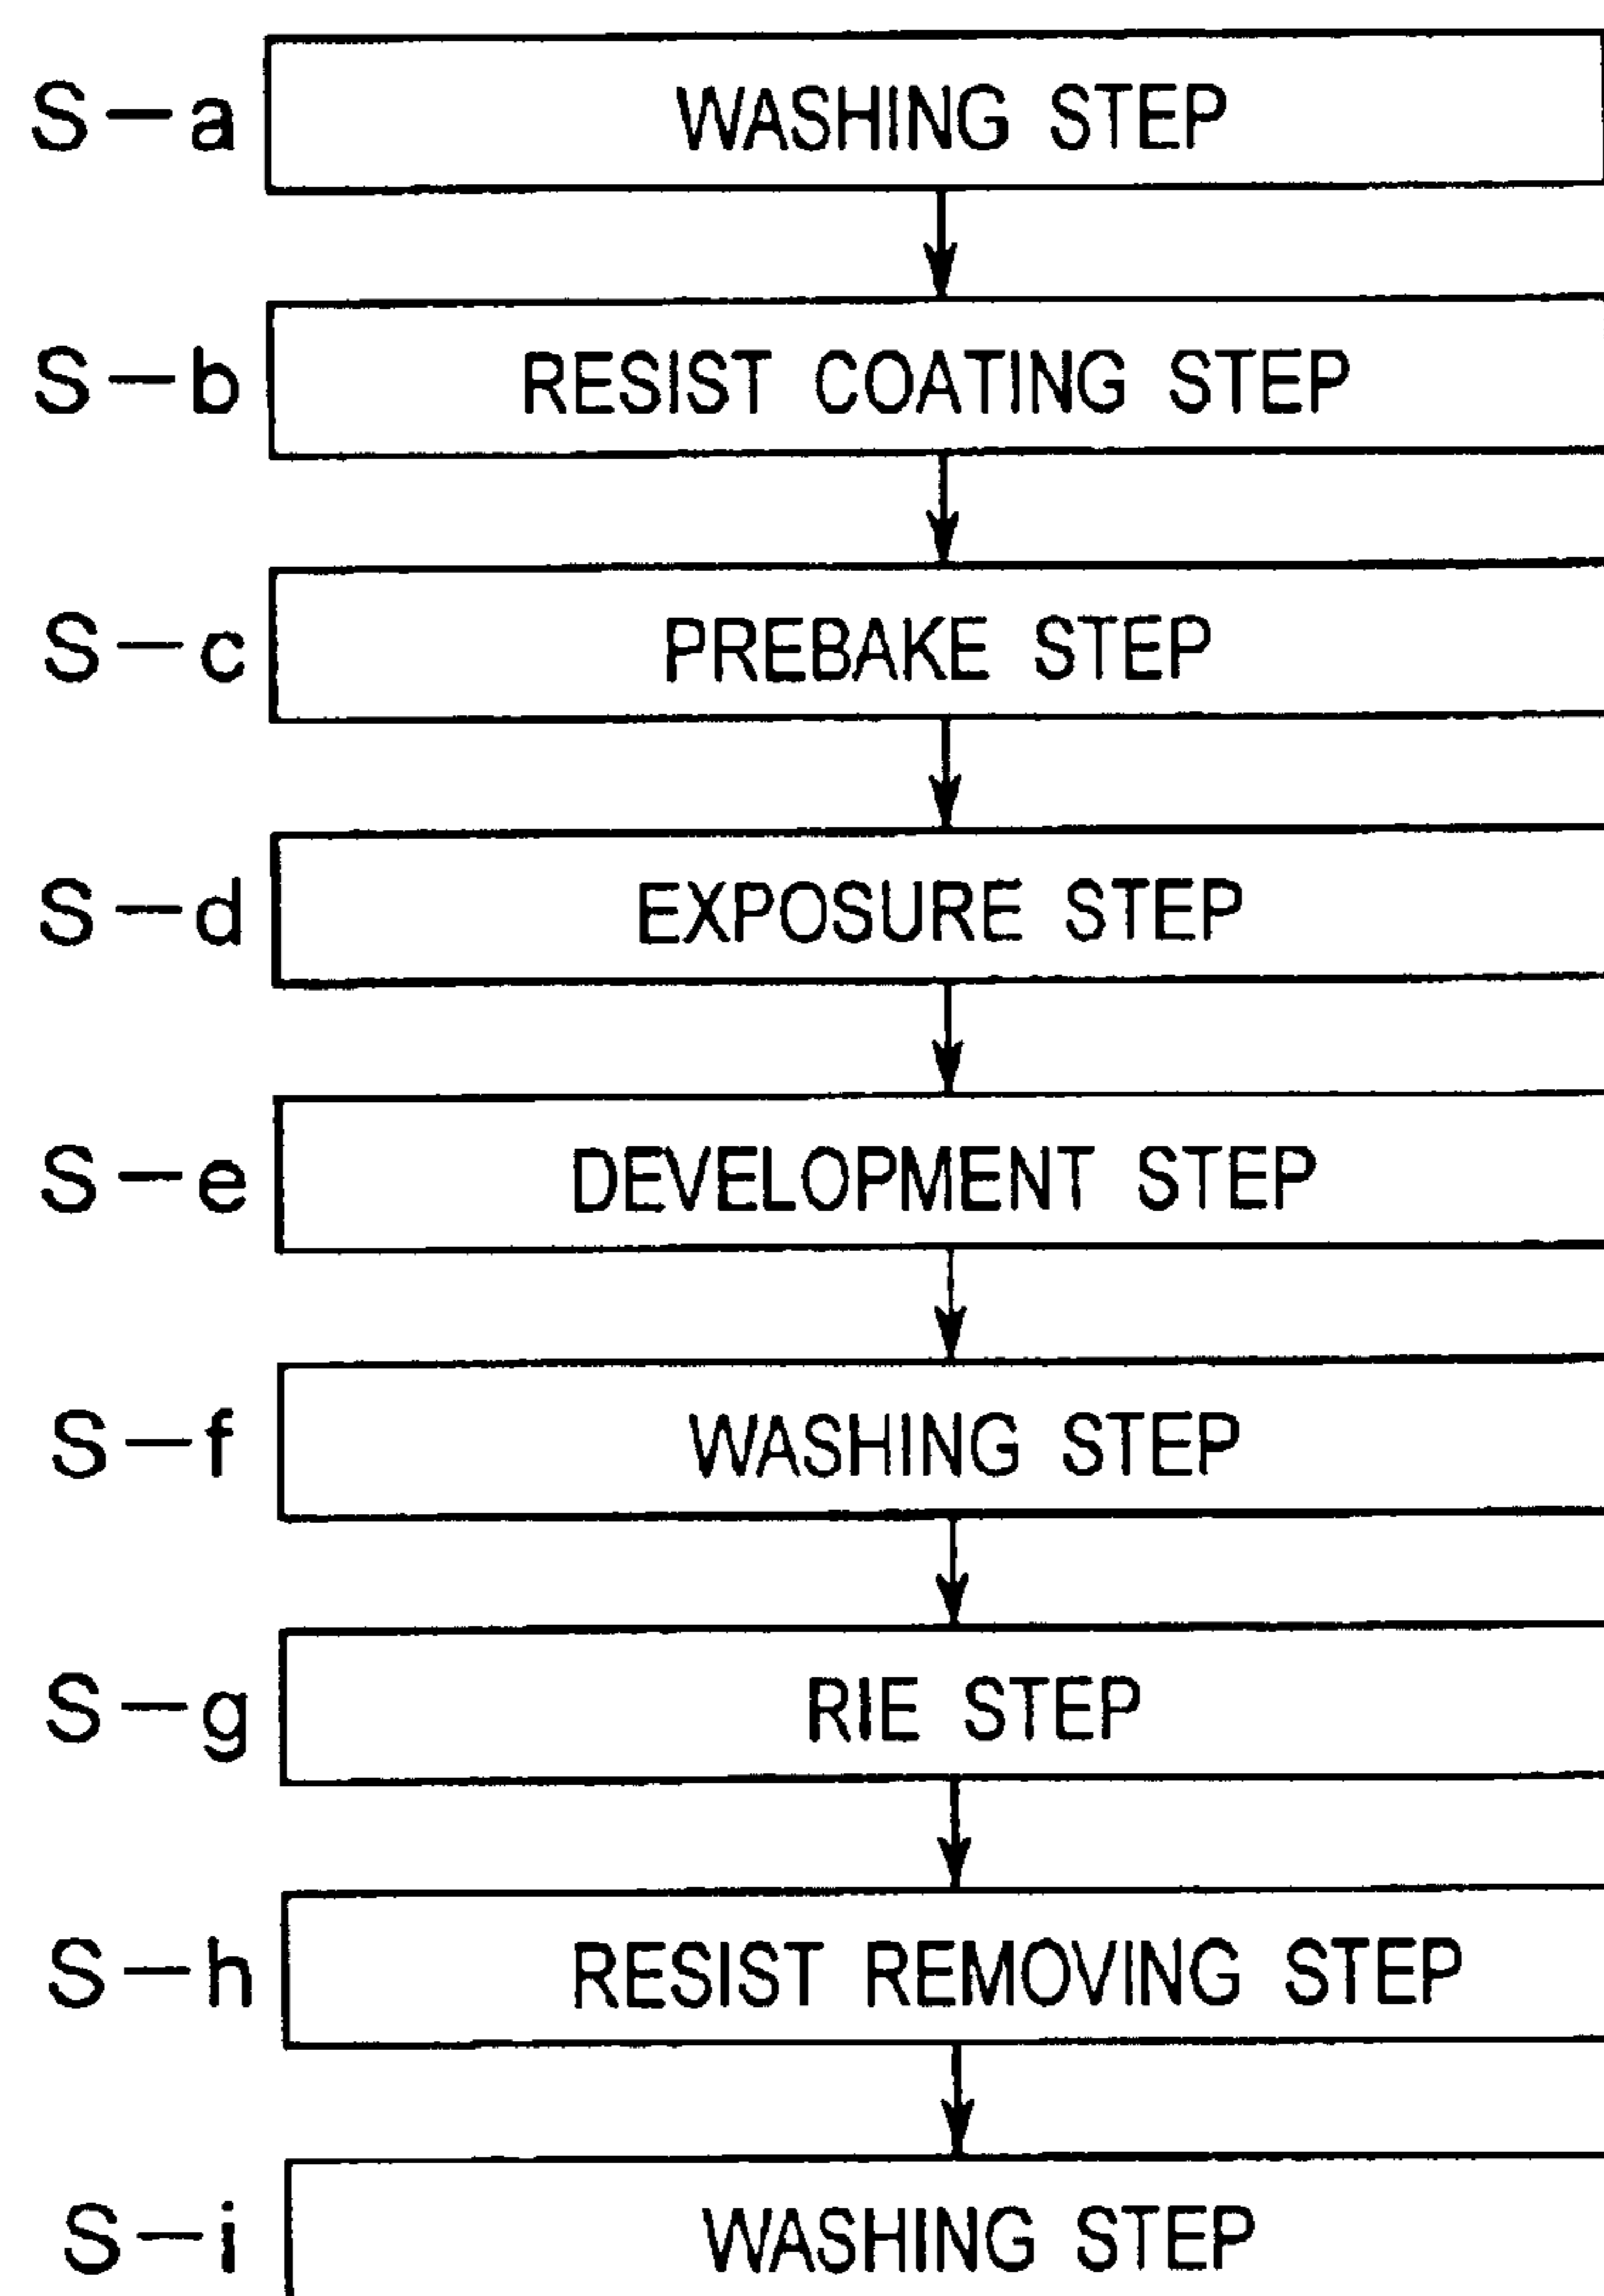 S-a WASHING STEP
S-b RESIST COATING STEP
S-c PREBAKE STEP
S-d EXPOSURE STEP
S-e DEVELOPMENT STEP
S-f WASHING STEP
S-g RIE STEP
S-h RESIST REMOVING STEP
S-i WASHING STEP